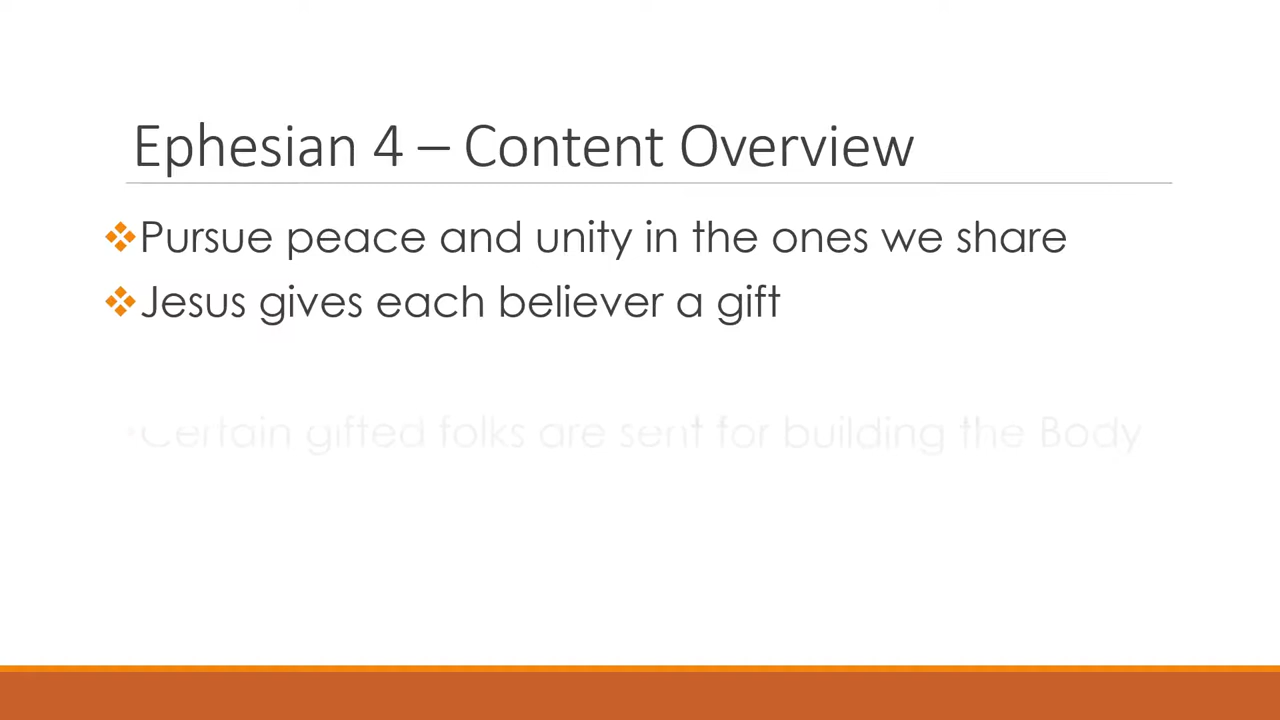 Ephesian 4 – Content Overview
Pursue peace and unity in the ones we share
Jesus gives each believer a gift
Certain gifted folks are sent for building the Body